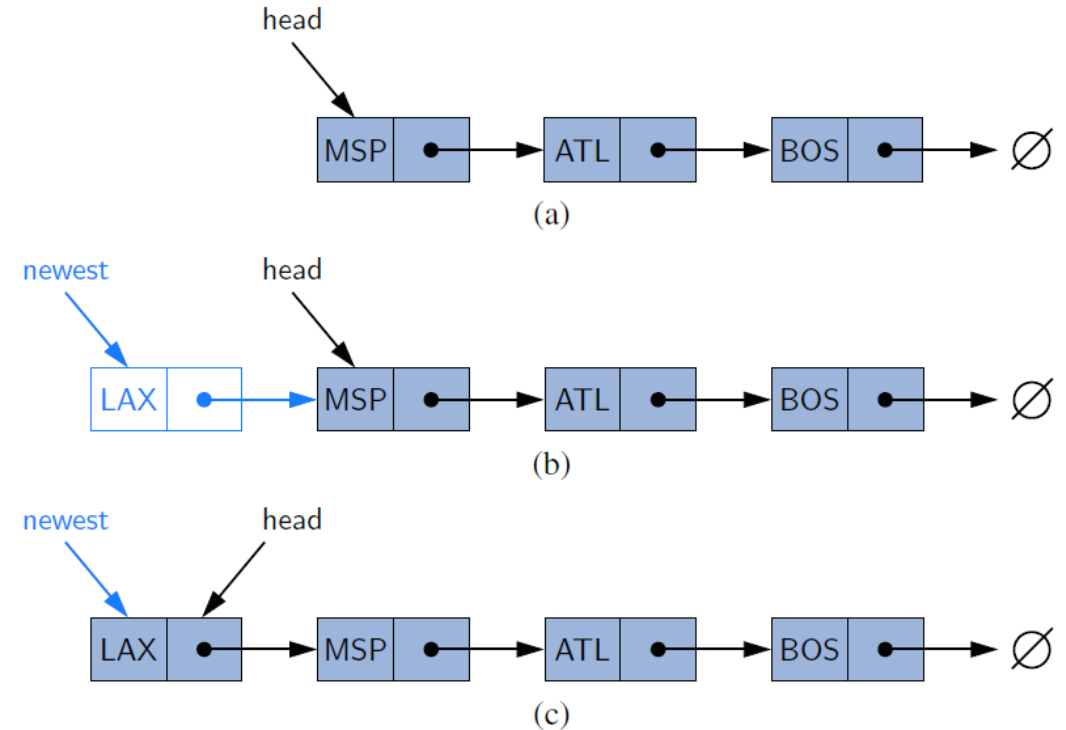 head
MSP ATL BOS ∅
(a)
newest head
LAX MSP ATL BOS ∅
(b)
newest head
LAX MSP ATL BOS ∅
(c)